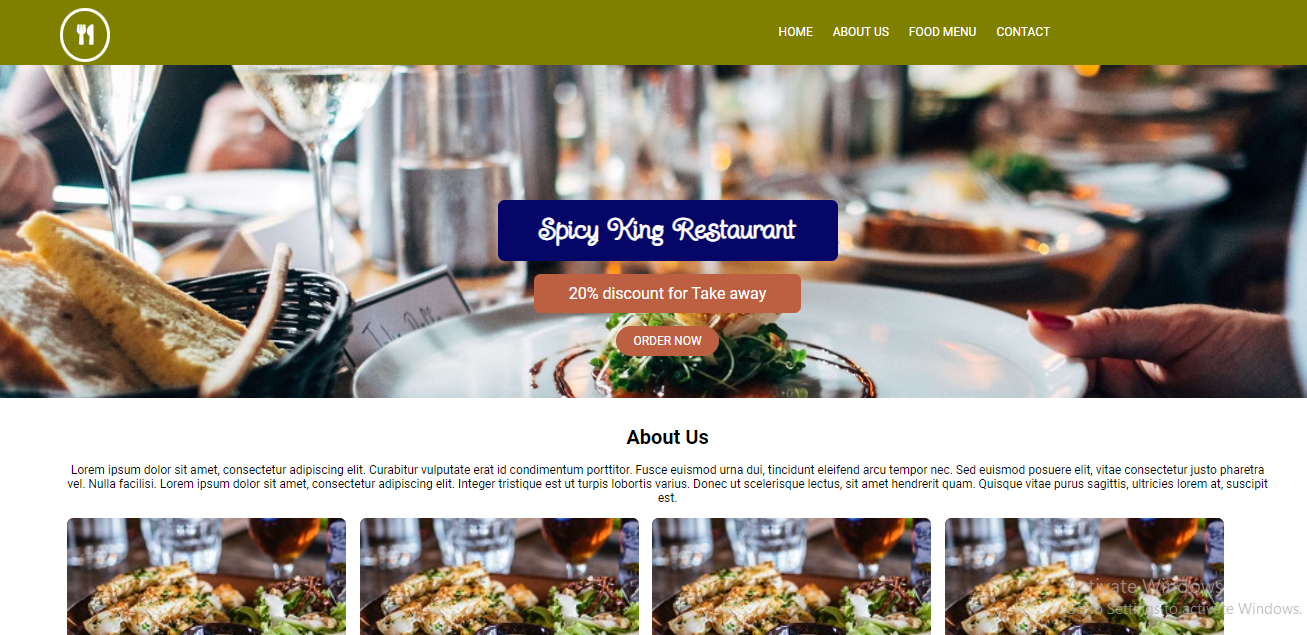 HOME ABOUT US FOOD MENU CONTACT
Spicy King Restaurant
20% discount for Take away
ORDER NOW
About Us
Lorem ipsum dolor sit amet, consectetur adipiscing elit. Curabitur vulputate erat id condimentum porttitor. Fusce euismod urna dui, tincidunt eleifend arcu tempor nec. Sed euismod posuere elit, vitae consectetur justo pharetra
vel. Nulla facilisi. Lorem ipsum dolor sit amet, consectetur adipiscing elit. Integer tristique est ut turpis lobortis varius. Donec ut scelerisque lectus, sit amet hendrerit quam. Quisque vitae purus sagittis, ultricies lorem at, suscipit
est.
Activate Windows
Go to Settings to activate Windows.